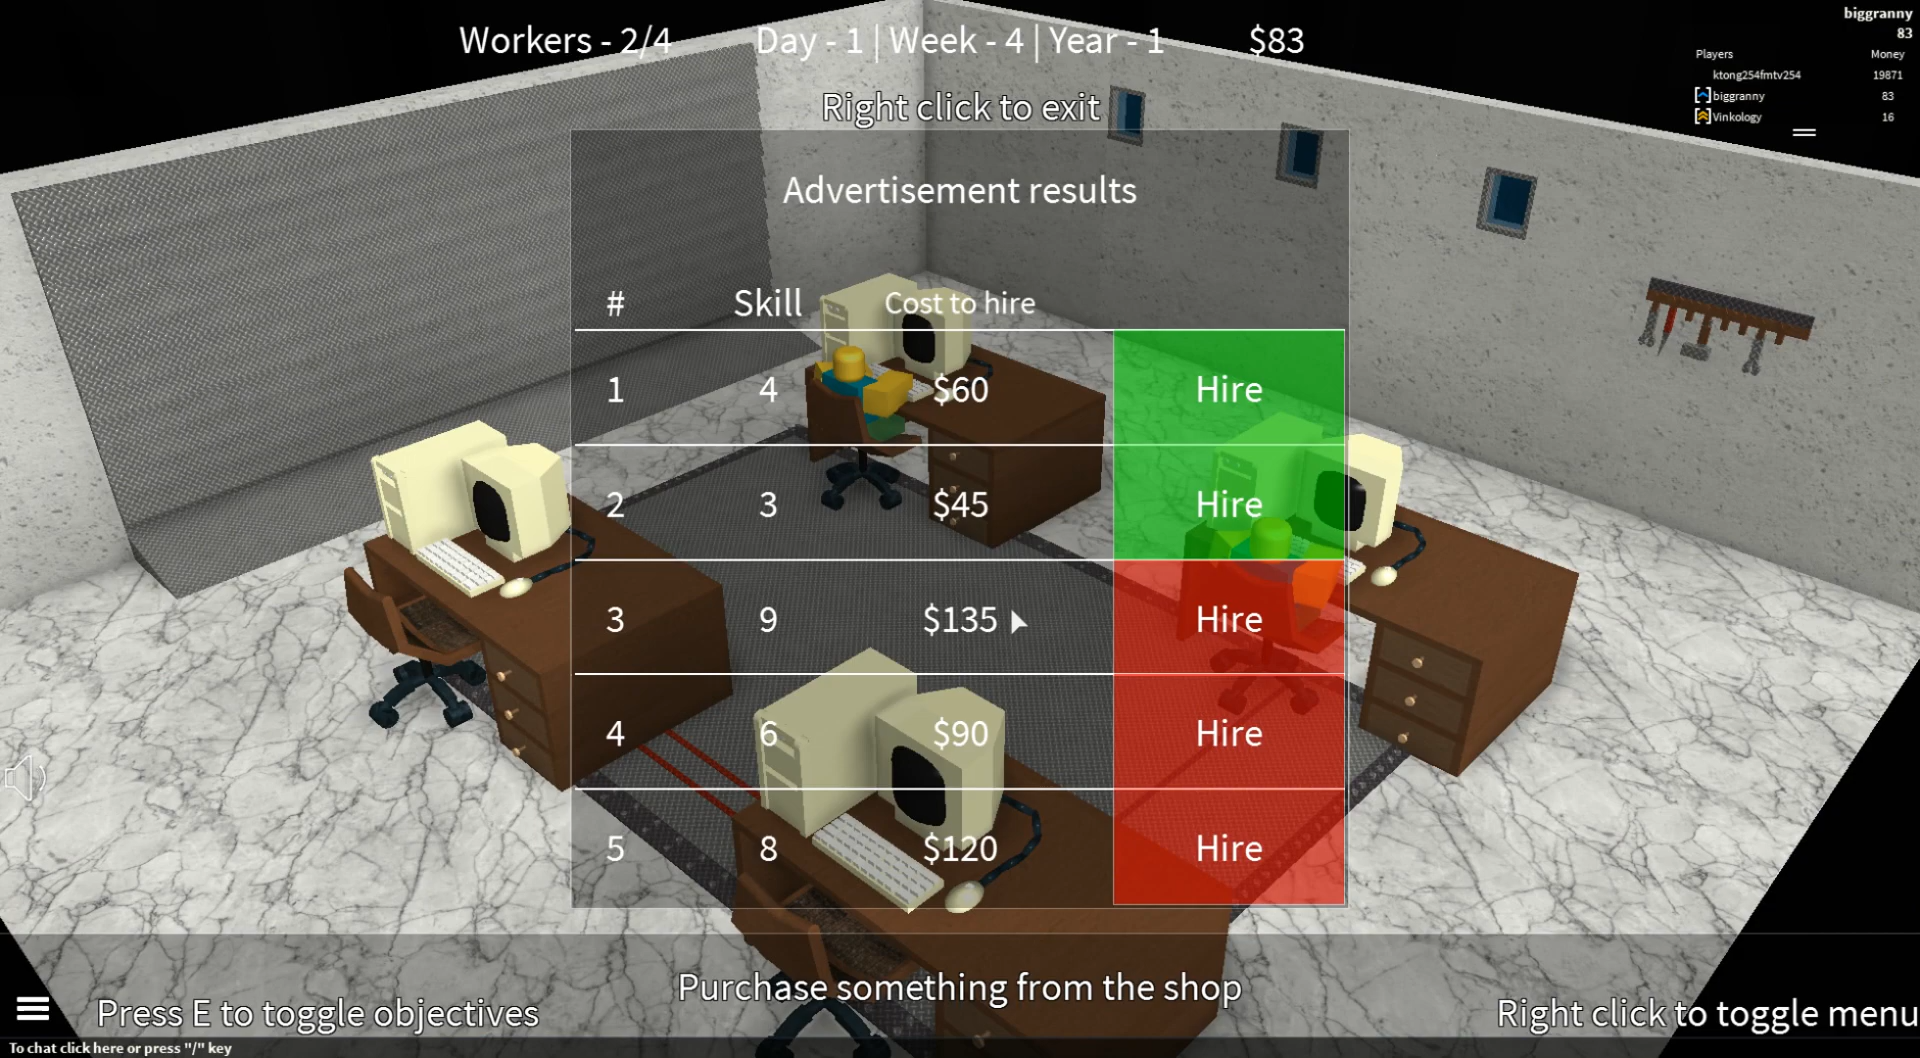 Workers - 2/4 Day - 1 | Week - 4 | Year - 1 $83
biggranny
83
Players Money
ktong254fmtv254 19871
biggranny 83
Vinkology 16
Right click to exit
Advertisement results
# Skill Cost to hire
1 4 $60 Hire
2 3 $45 Hire
3 9 $135 Hire
4 6 $90 Hire
5 8 $120 Hire
Purchase something from the shop
Press E to toggle objectives
Right click to toggle menu
To chat click here or press "/" key